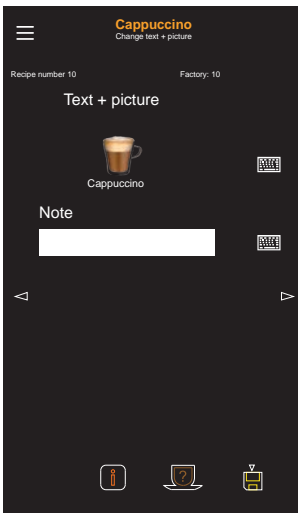 Cappuccino
Change text + picture
Recipe number 10 Factory: 10
Text + picture
Cappuccino
Note
i
?